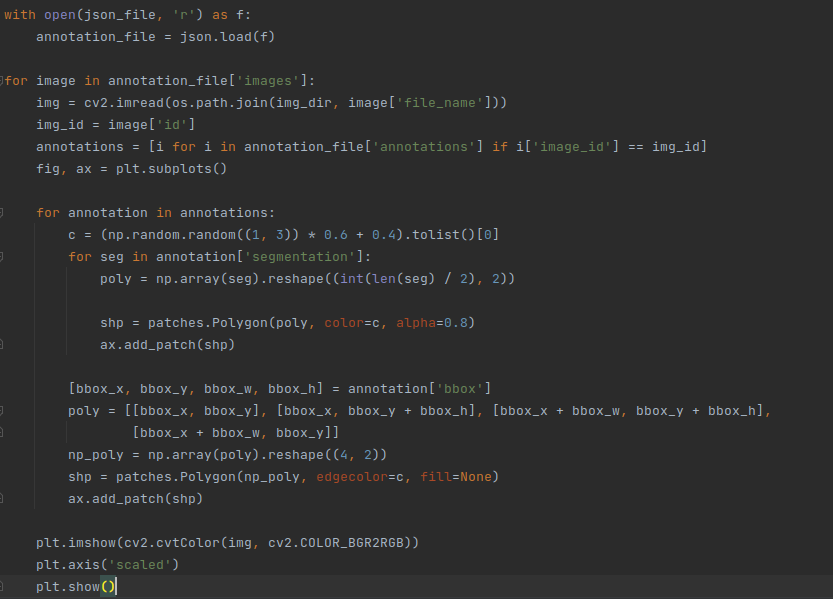 with open(json_file, 'r') as f:
    annotation_file = json.load(f)
for image in annotation_file['images']:
    img = cv2.imread(os.path.join(img_dir, image['file_name']))
    img_id = image['id']
    annotations = [i for i in annotation_file['annotations'] if i['image_id'] == img_id]
    fig, ax = plt.subplots()
    for annotation in annotations:
        c = (np.random.random((1, 3)) * 0.6 + 0.4).tolist()[0]
        for seg in annotation['segmentation']:
            poly = np.array(seg).reshape((int(len(seg) / 2), 2))
            shp = patches.Polygon(poly, color=c, alpha=0.8)
            ax.add_patch(shp)
        [bbox_x, bbox_y, bbox_w, bbox_h] = annotation['bbox']
        poly = [[bbox_x, bbox_y], [bbox_x, bbox_y + bbox_h], [bbox_x + bbox_w, bbox_y + bbox_h],
                [bbox_x + bbox_w, bbox_y]]
        np_poly = np.array(poly).reshape((4, 2))
        shp = patches.Polygon(np_poly, edgecolor=c, fill=None)
        ax.add_patch(shp)
    plt.imshow(cv2.cvtColor(img, cv2.COLOR_BGR2RGB))
    plt.axis('scaled')
    plt.show()